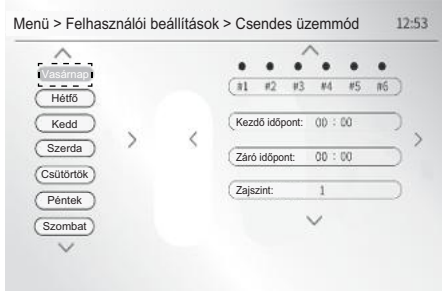 Menü > Felhasználói beállítások > Csendes üzemmód 12:53
Vasárnap
Hétfő
Kedd
Szerda
Csütörtök
Péntek
Szombat
#1 #2 #3 #4 #5 #6
Kezdő időpont: 00 : 00
Záró időpont: 00 : 00
Zajszint: 1